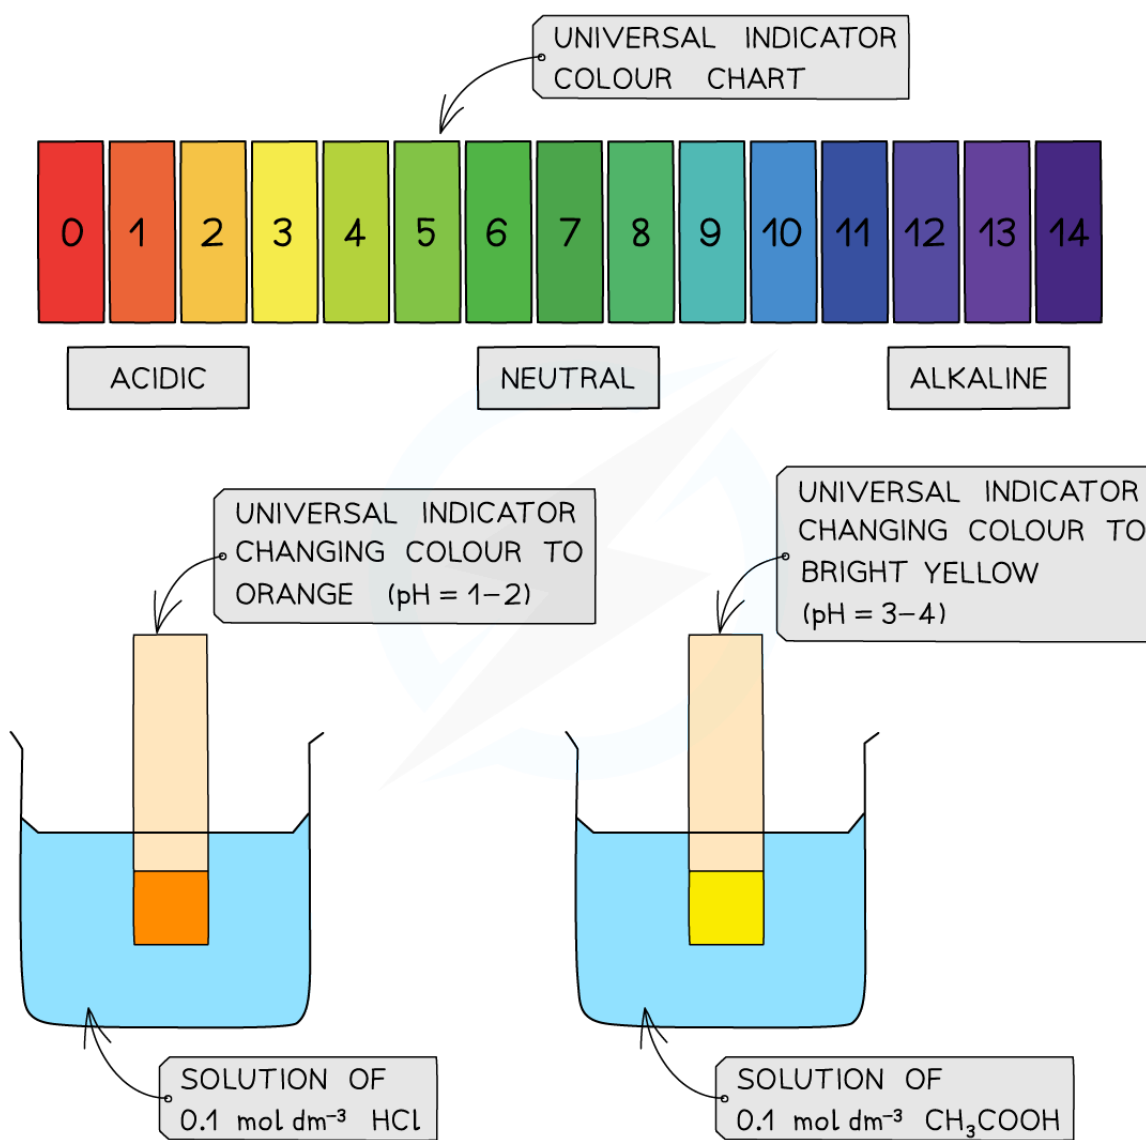 UNIVERSAL INDICATOR
COLOUR CHART
0 1 2 3 4 5 6 7 8 9 10 11 12 13 14
ACIDIC NEUTRAL ALKALINE
UNIVERSAL INDICATOR
CHANGING COLOUR TO
ORANGE (pH = 1–2)
UNIVERSAL INDICATOR
CHANGING COLOUR TO
BRIGHT YELLOW
(pH = 3–4)
SOLUTION OF
0.1 mol dm⁻³ HCl
SOLUTION OF
0.1 mol dm⁻³ CH₃COOH